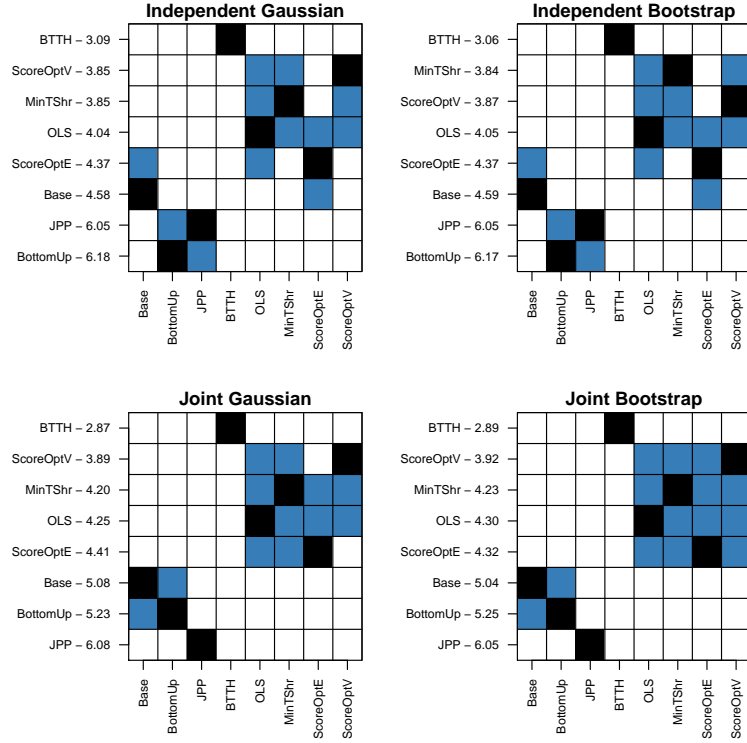 Independent Gaussian
BTTH − 3.09
ScoreOptV − 3.85
MinTShr − 3.85
OLS − 4.04
ScoreOptE − 4.37
Base − 4.58
JPP − 6.05
BottomUp − 6.18
Base
BottomUp
JPP
BTTH
OLS
MinTShr
ScoreOptE
ScoreOptV
Independent Bootstrap
BTTH − 3.06
MinTShr − 3.84
ScoreOptV − 3.87
OLS − 4.05
ScoreOptE − 4.37
Base − 4.59
JPP − 6.05
BottomUp − 6.17
Base
BottomUp
JPP
BTTH
OLS
MinTShr
ScoreOptE
ScoreOptV
Joint Gaussian
BTTH − 2.87
ScoreOptV − 3.89
MinTShr − 4.20
OLS − 4.25
ScoreOptE − 4.41
Base − 5.08
BottomUp − 5.23
JPP − 6.08
Base
BottomUp
JPP
BTTH
OLS
MinTShr
ScoreOptE
ScoreOptV
Joint Bootstrap
BTTH − 2.89
ScoreOptV − 3.92
MinTShr − 4.23
OLS − 4.30
ScoreOptE − 4.32
Base − 5.04
BottomUp − 5.25
JPP − 6.05
Base
BottomUp
JPP
BTTH
OLS
MinTShr
ScoreOptE
ScoreOptV